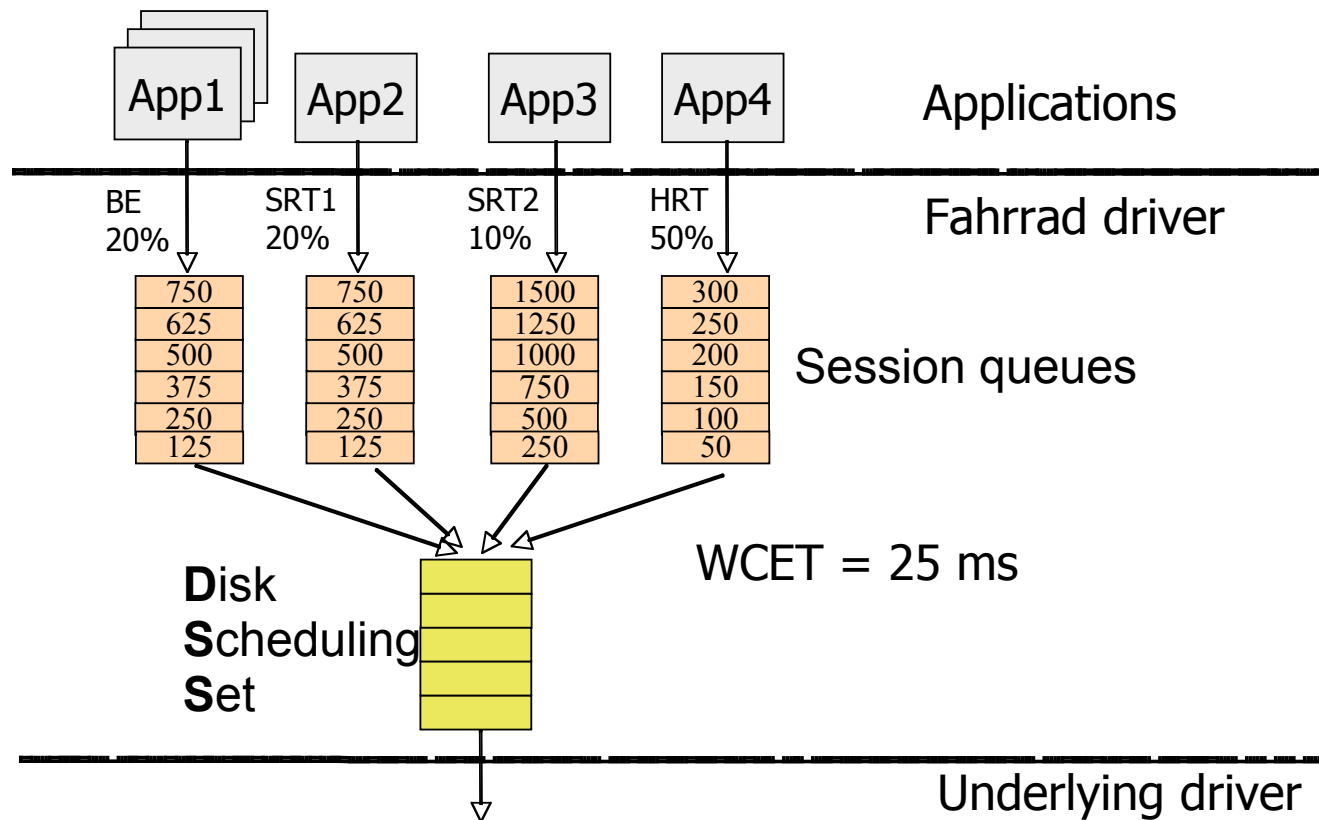 App1 App2 App3 App4 Applications
BE SRT1 SRT2 HRT Fahrrad driver
20% 20% 10% 50%
750 750 1500 300
625 625 1250 250
500 500 1000 200
375 375 750 150
250 250 500 100
125 125 250 50
Session queues
WCET = 25 ms
Disk
Scheduling
Set
Underlying driver